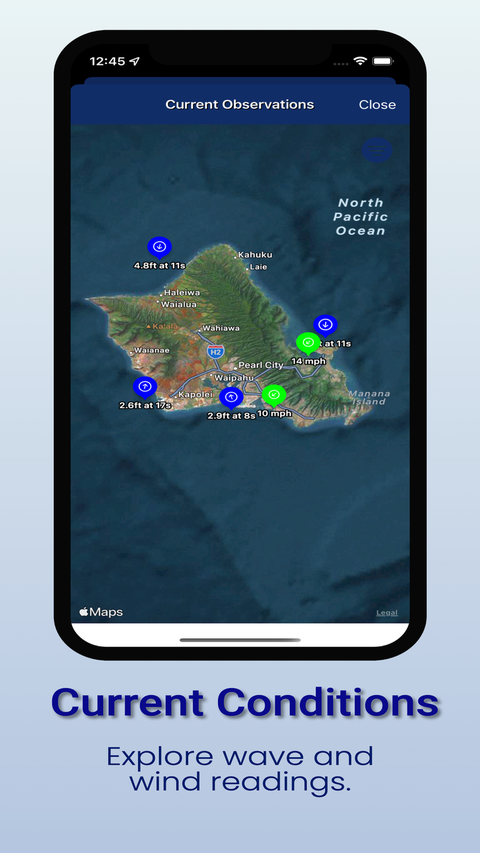 12:45
Current Observations
Close
North
Pacific
Ocean
Kahuku
Laie
4.8ft at 11s
Haleiwa
Waialua
Kaala
Wahiawa
at 11s
Waianae
H2
14 mph
Pearl City
Waipahu
Manana
Island
Kapolei
2.6ft at 17s
2.9ft at 8s
10 mph
Maps
Legal
Current Conditions
Explore wave and
wind readings.